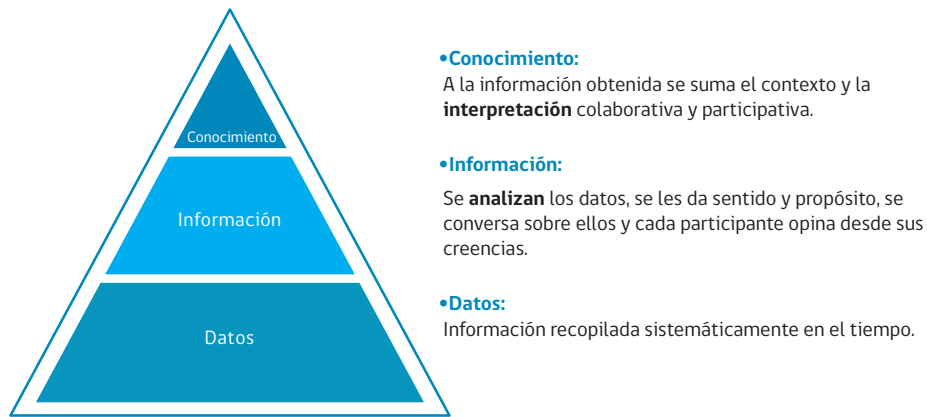 Conocimiento
Información
Datos
•Conocimiento:
A la información obtenida se suma el contexto y la
interpretación colaborativa y participativa.
•Información:
Se analizan los datos, se les da sentido y propósito, se
conversa sobre ellos y cada participante opina desde sus
creencias.
•Datos:
Información recopilada sistemáticamente en el tiempo.